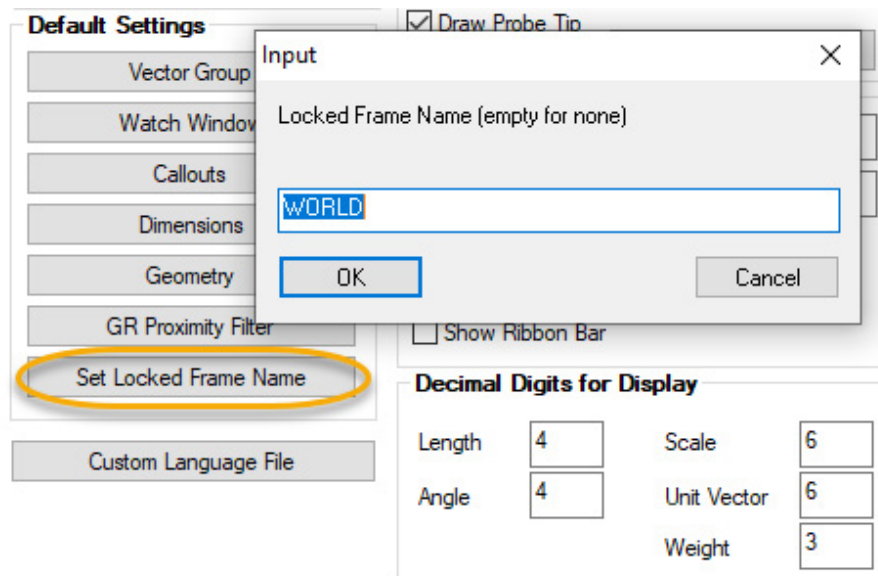 Default Settings
Vector Group
Watch Window
Callouts
Dimensions
Geometry
GR Proximity Filter
Set Locked Frame Name
Custom Language File
Draw Probe Tip
Input
Locked Frame Name (empty for none)
WORLD
OK
Cancel
Show Ribbon Bar
Decimal Digits for Display
Length 4 Scale 6
Angle 4 Unit Vector 6
Weight 3